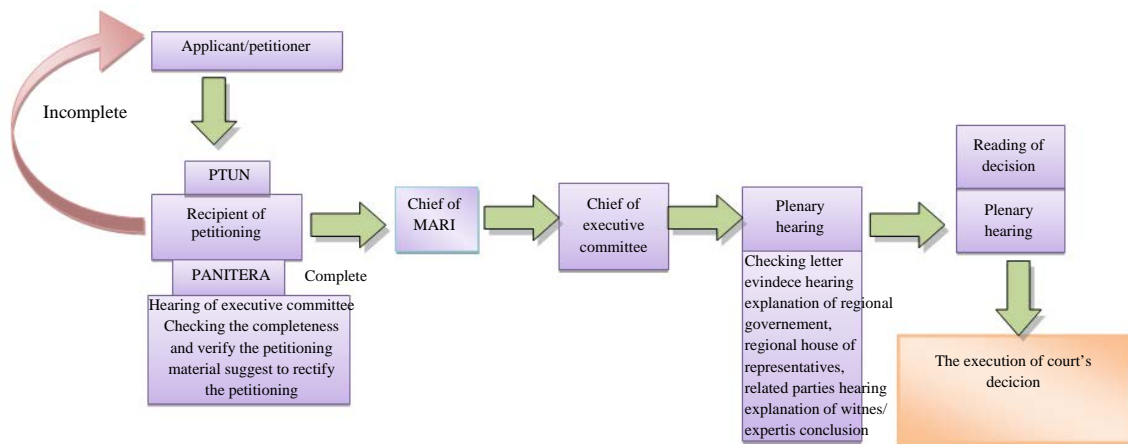 Applicant/petitioner
Incomplete
PTUN
Recipient of
petitioning
PANITERA
Complete
Hearing of executive committee
Checking the completeness
and verify the petitioning
material suggest to rectify
the petitioning
Chief of
MARI
Chief of
executive
committee
Plenary
hearing
Checking letter
evindece hearing
explanation of regional
governement,
regional house of
representatives,
related parties hearing
explanation of witnes/
expertis conclusion
Reading of
decision
Plenary
hearing
The execution of court's
decicion